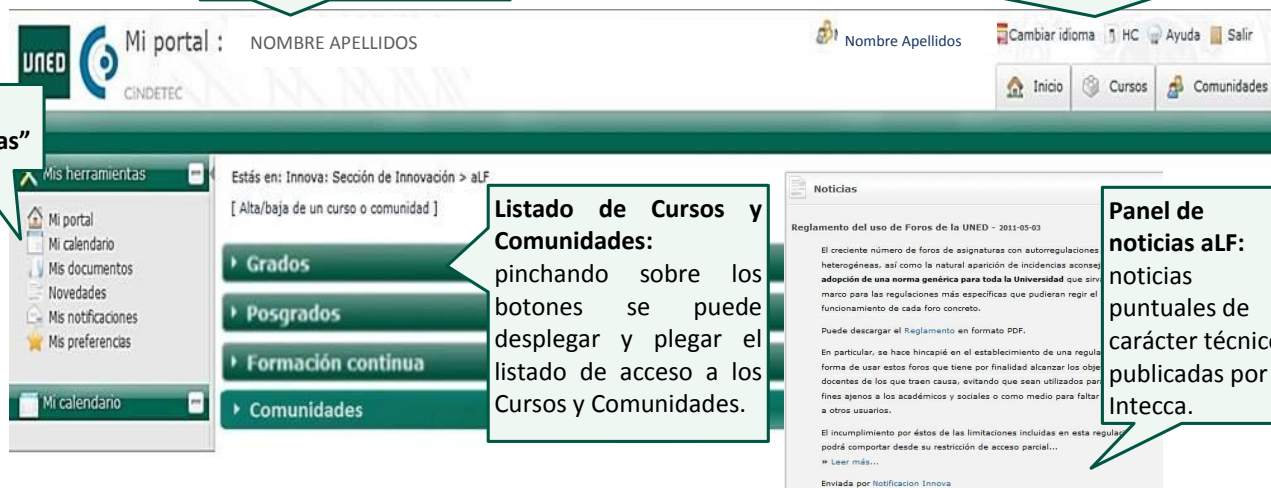 UNED
Mi portal :
NOMBRE APELLIDOS
CiNDETEC
Nombre Apellidos
Cambiar idioma
HC
Ayuda
Salir
Inicio
Cursos
Comunidades
as”
Mis herramientas
Mi portal
Mi calendario
Mis documentos
Novedades
Mis notificaciones
Mis preferencias
Mi calendario
Estás en: Innova: Sección de Innovación > aLF
[ Alta/baja de un curso o comunidad ]
Grados
Posgrados
Formación continua
Comunidades
Listado de Cursos y
Comunidades:
pinchando sobre los
botones se puede
desplegar y plegar el
listado de acceso a los
Cursos y Comunidades.
Noticias
Reglamento del uso de Foros de la UNED - 2011-05-03
El creciente número de foros de asignaturas con autorregulaciones
heterogéneas, así como la natural aparición de incidencias aconsej
adopción de una norma genérica para toda la Universidad que sirv
marco para las regulaciones más específicas que pudieran regir el
funcionamiento de cada foro concreto.
Puede descargar el Reglamento en formato PDF.
En particular, se hace hincapié en el establecimiento de una regula
forma de usar estos foros que tiene por finalidad alcanzar los obje
docentes de los que traen causa, evitando que sean utilizados par
fines ajenos a los académicos y sociales o como medio para faltar
a otros usuarios.
El incumplimiento por éstos de las limitaciones incluidas en esta regulac
podrá comportar desde su restricción de acceso parcial...
» Leer más...
Enviada por Notificacion Innova
Panel de
noticias aLF:
noticias
puntuales de
carácter técnico
publicadas por
Intecca.